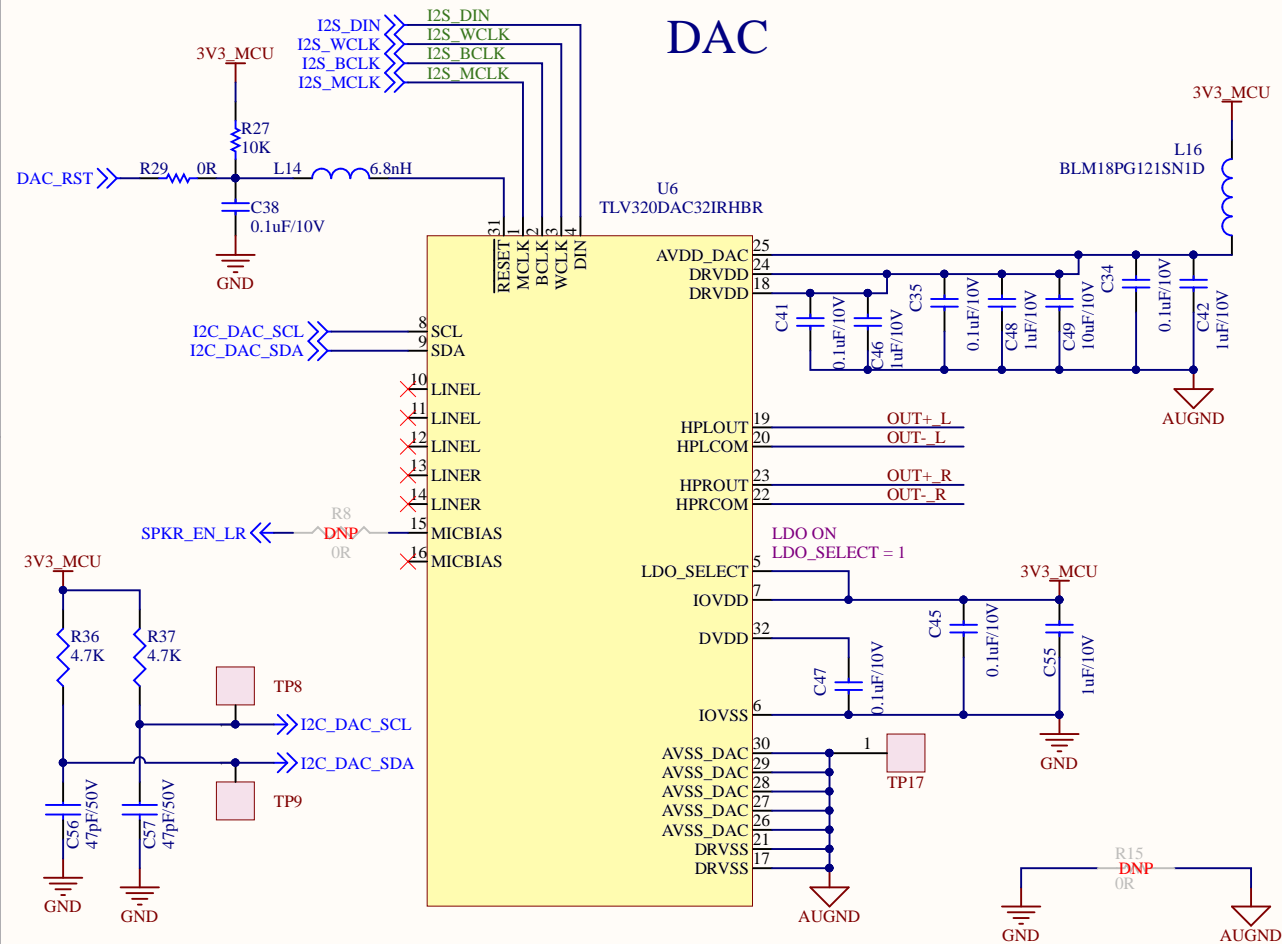 DAC
I2S_DIN
I2S_WCLK
I2S_BCLK
I2S_MCLK
I2S_DIN
I2S_WCLK
I2S_BCLK
I2S_MCLK
3V3_MCU
R27
10K
DAC_RST
R29
0R
L14
6.8nH
C38
0.1uF/10V
GND
3V3_MCU
L16
BLM18PG121SN1D
U6
TLV320DAC32IRHBR
31
1
2
3
4
RESET
MCLK
BCLK
WCLK
DIN
AVDD_DAC
25
DRVDD
24
DRVDD
18
C41
0.1uF/10V
C46
1uF/10V
C35
0.1uF/10V
C48
1uF/10V
C49
10uF/10V
C34
0.1uF/10V
C42
1uF/10V
AUGND
I2C_DAC_SCL
8
SCL
I2C_DAC_SDA
9
SDA
10
LINEL
11
LINEL
12
LINEL
13
LINER
14
LINER
SPKR_EN_LR
R8
DNP
0R
15
MICBIAS
16
MICBIAS
HPLOUT
19
OUT+_L
HPLCOM
20
OUT-_L
HPROUT
23
OUT+_R
HPRCOM
22
OUT-_R
LDO ON
LDO_SELECT = 1
LDO_SELECT
5
IOVDD
7
3V3_MCU
DVDD
32
C47
0.1uF/10V
C45
0.1uF/10V
C55
1uF/10V
IOVSS
6
GND
AVSS_DAC
30
AVSS_DAC
29
AVSS_DAC
28
AVSS_DAC
27
AVSS_DAC
26
DRVSS
21
DRVSS
17
1
TP17
AUGND
3V3_MCU
R36
4.7K
R37
4.7K
TP8
I2C_DAC_SCL
I2C_DAC_SDA
TP9
C56
47pF/50V
C57
47pF/50V
GND
GND
R15
DNP
0R
GND
AUGND